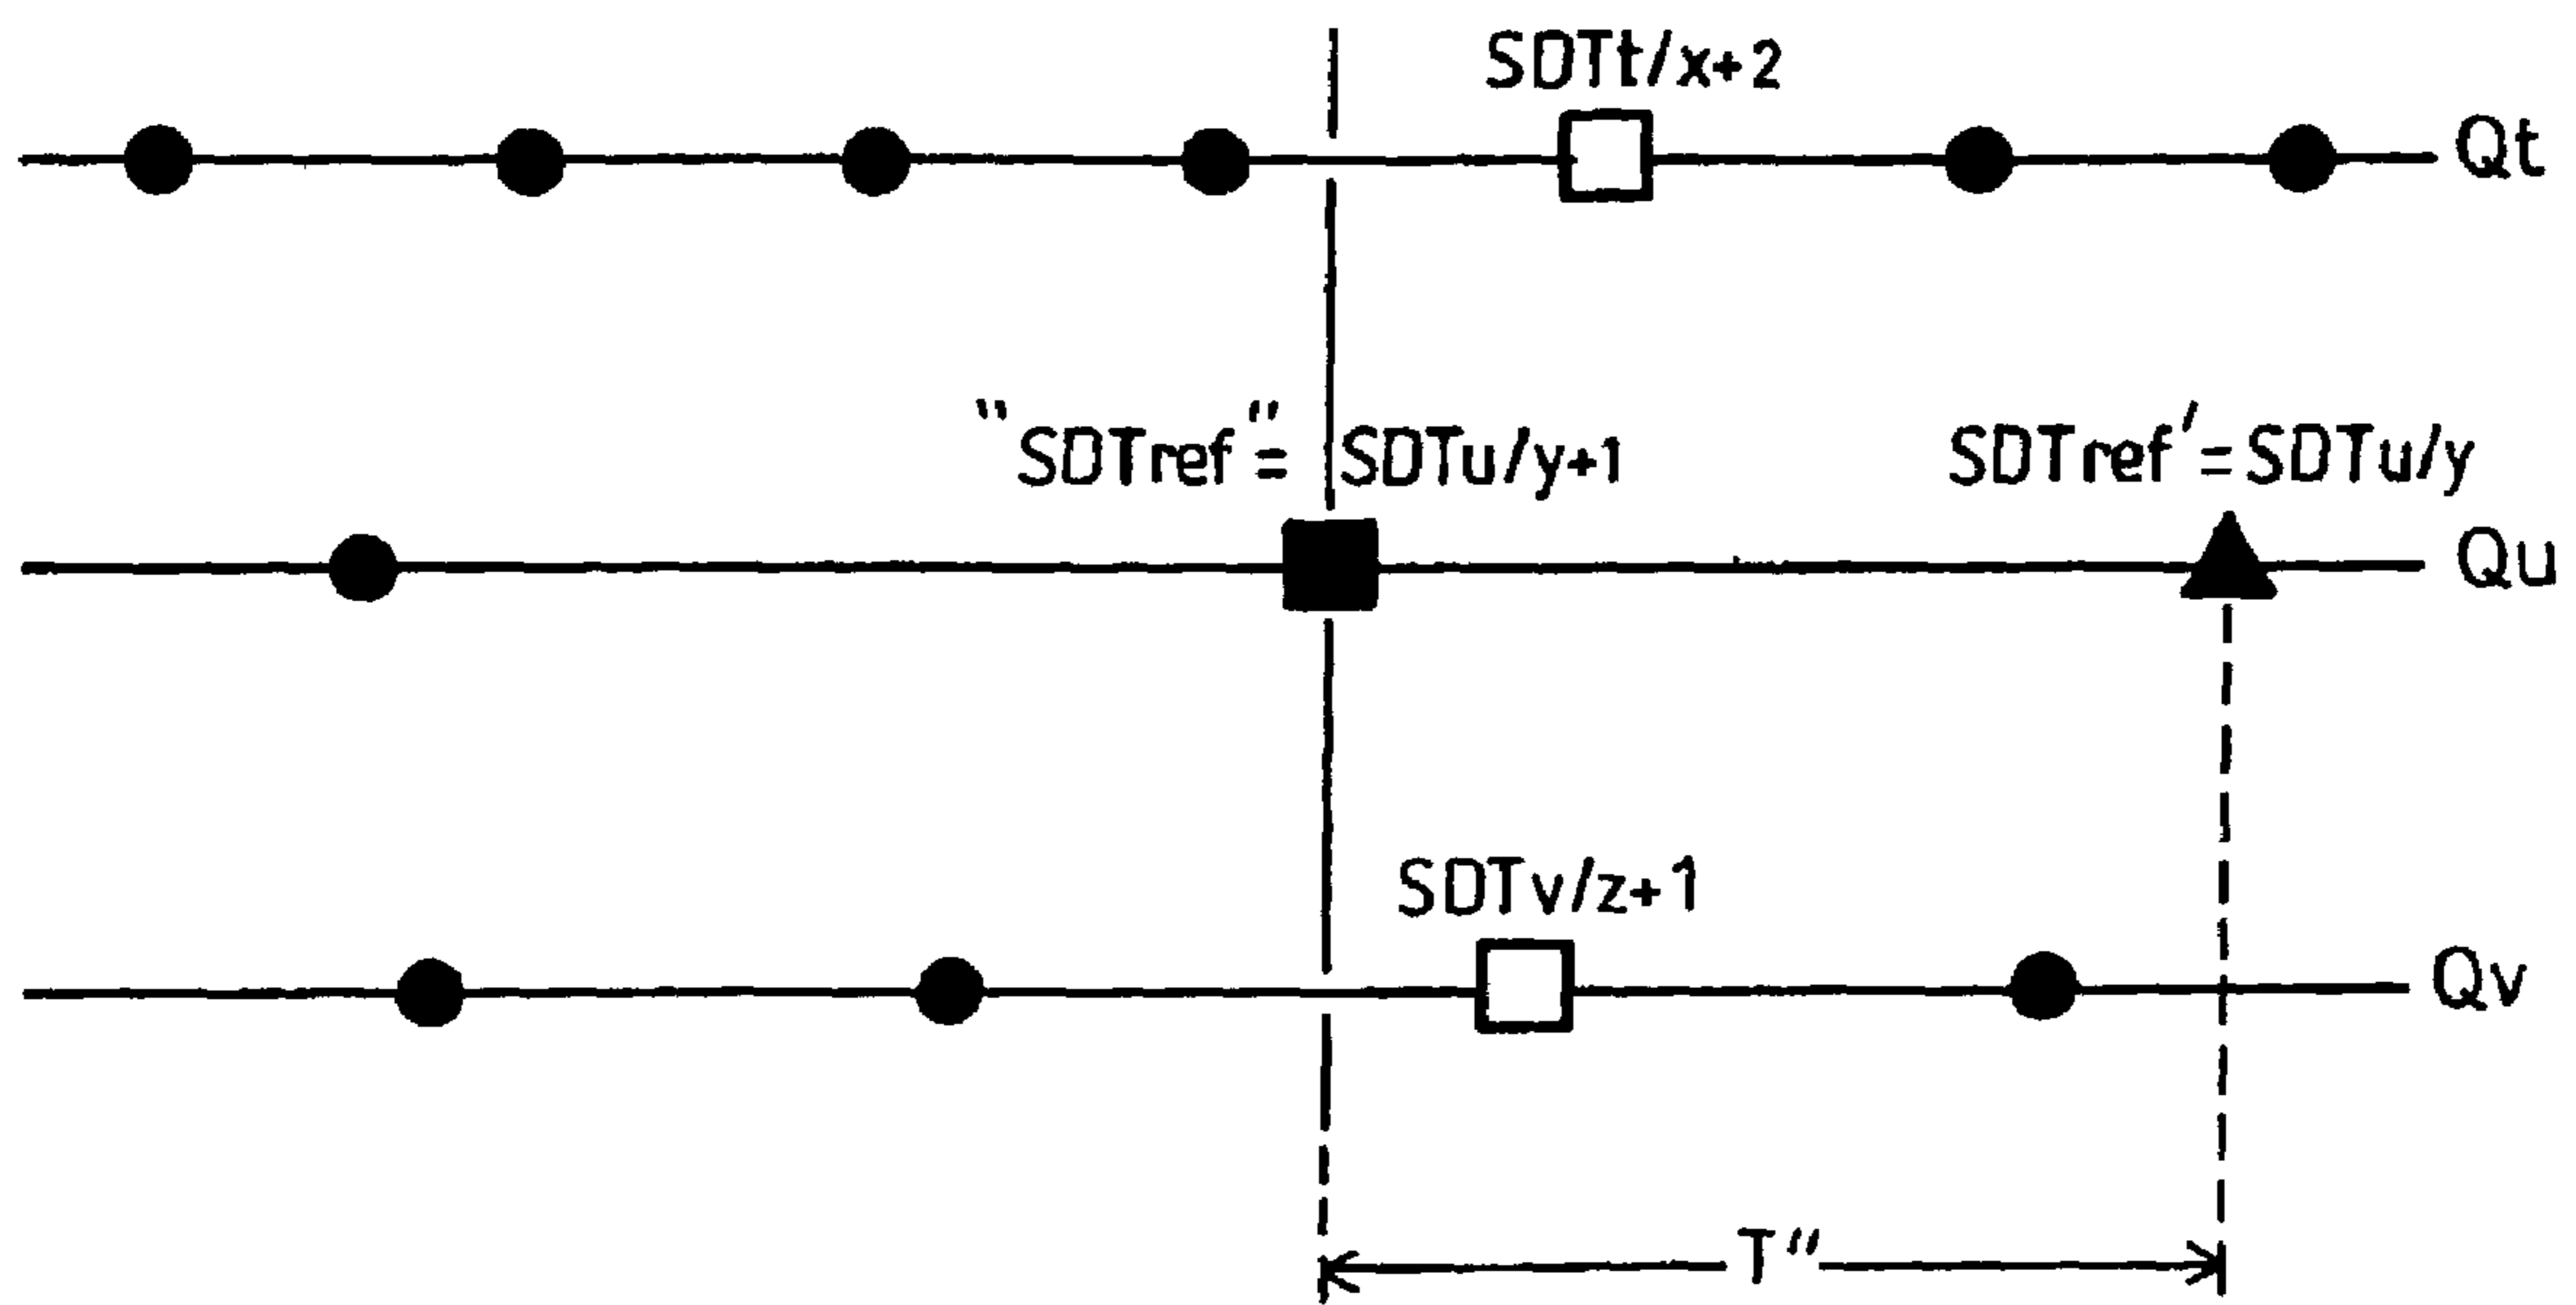 SDTt/x+2
Qt
"SDTref"= SDTu/y+1
SDTref'=SDTu/y
Qu
SDTv/z+1
Qv
T"